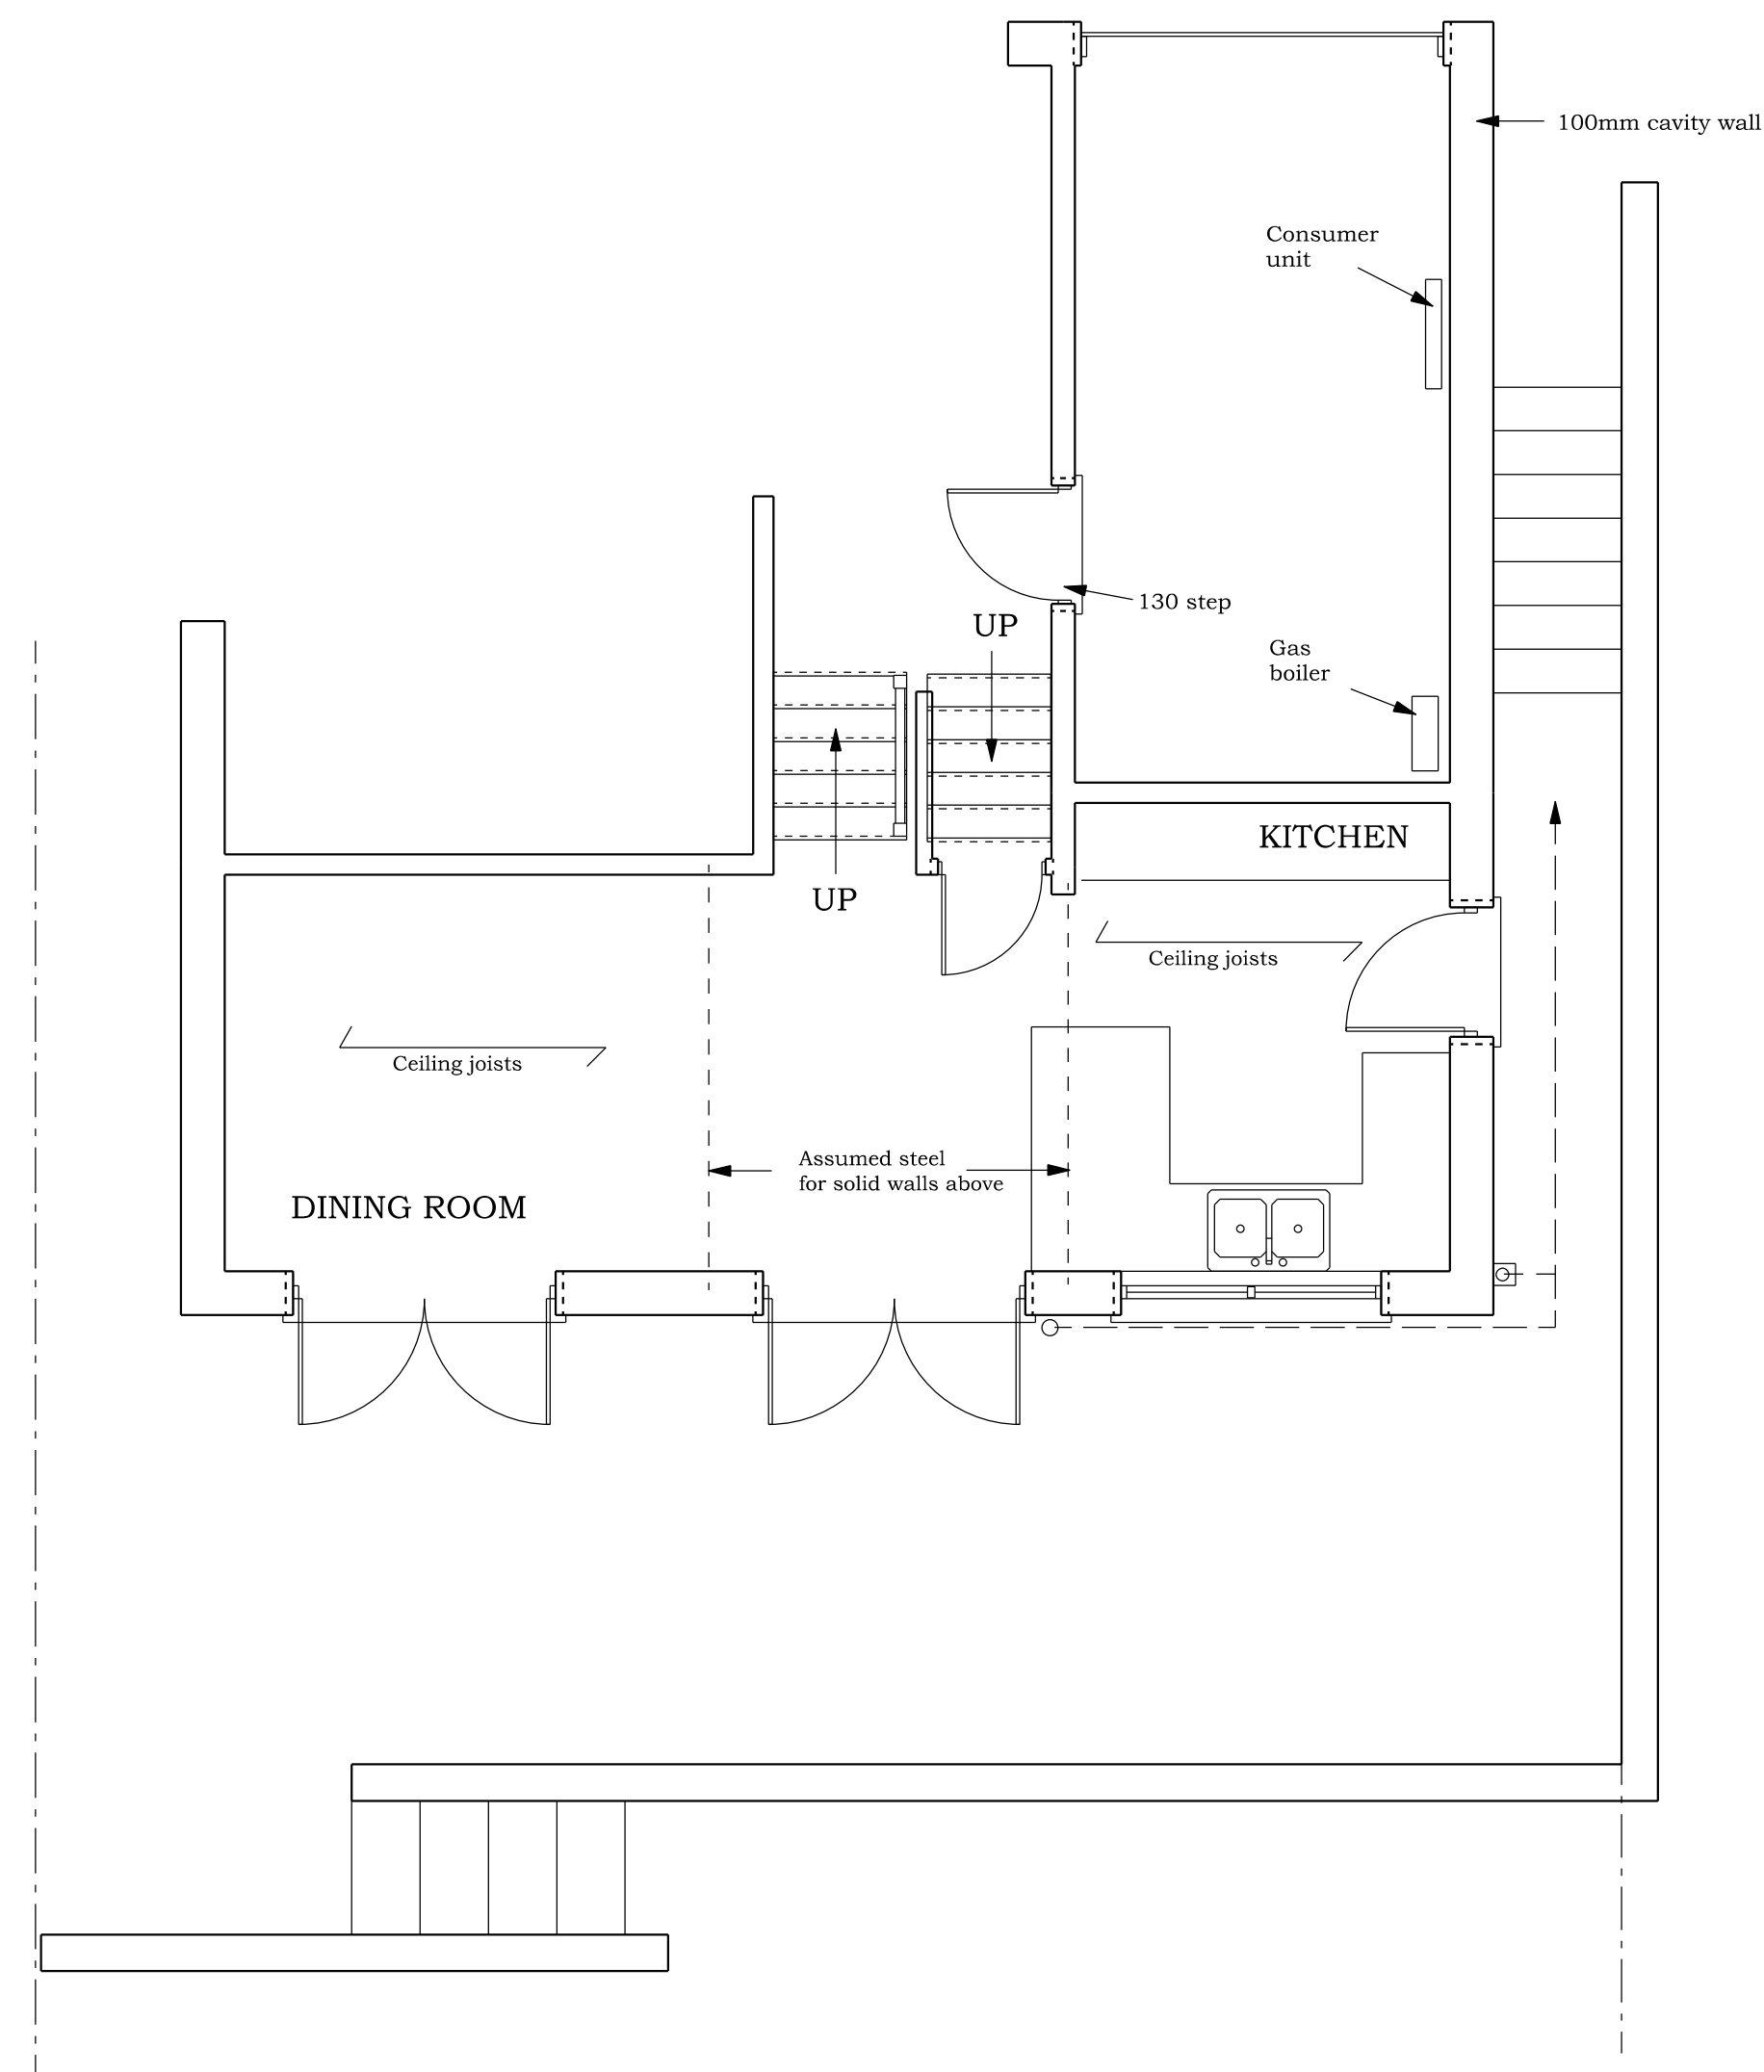 100mm cavity wall
Consumer
unit
130 step
UP
Gas
boiler
KITCHEN
UP
Ceiling joists
Ceiling joists
Assumed steel
for solid walls above
DINING ROOM